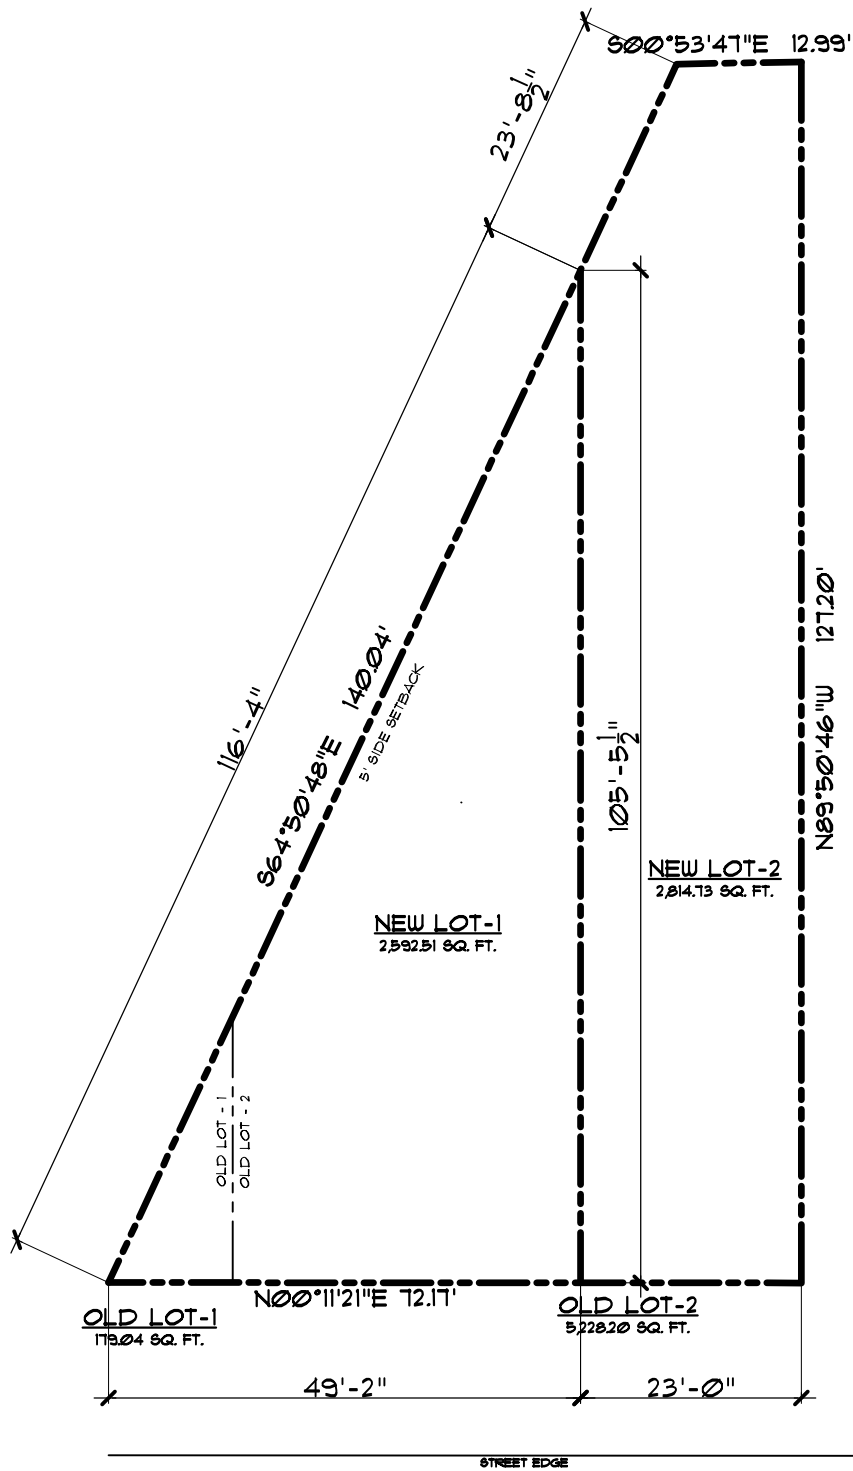 S00°53'47"E 12.99'
23'-8 1/2"
116'-4"
S64°50'48"E 140.04'
5' SIDE SETBACK
105'-5 1/2"
N89°50'46"W 127.20'
NEW LOT-2
2,814.73 SQ. FT.
NEW LOT-1
2,592.51 SQ. FT.
OLD LOT - 1
OLD LOT - 2
N00°11'21"E 72.17'
OLD LOT-1
179.04 SQ. FT.
OLD LOT-2
5,228.20 SQ. FT.
49'-2"
23'-0"
STREET EDGE